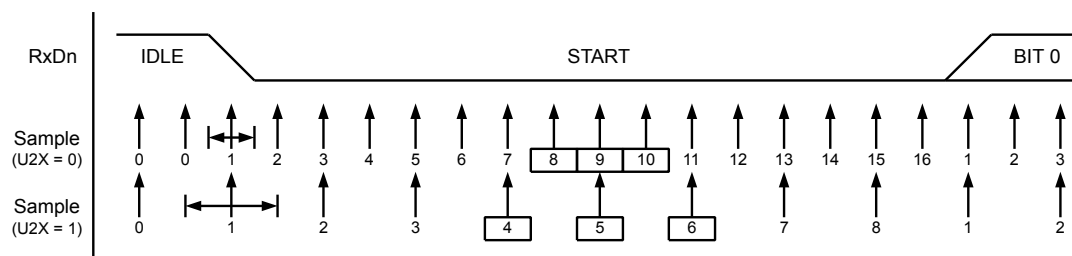 RxDn IDLE START BIT 0
Sample
(U2X = 0) 0 0 1 2 3 4 5 6 7 8 9 10 11 12 13 14 15 16 1 2 3
Sample
(U2X = 1) 0 1 2 3 4 5 6 7 8 1 2